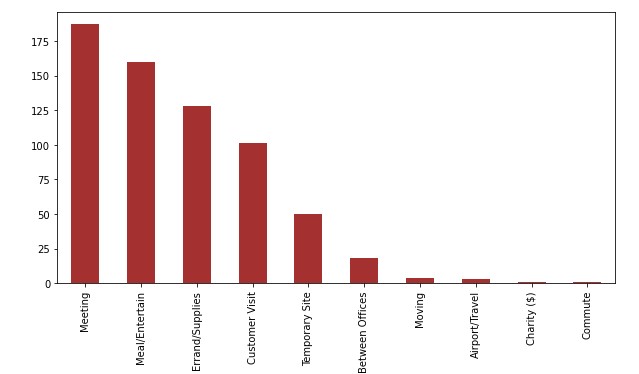 175
150
125
100
75
50
25
0
Meeting
Meal/Entertain
Errand/Supplies
Customer Visit
Temporary Site
Between Offices
Moving
Airport/Travel
Charity ($)
Commute